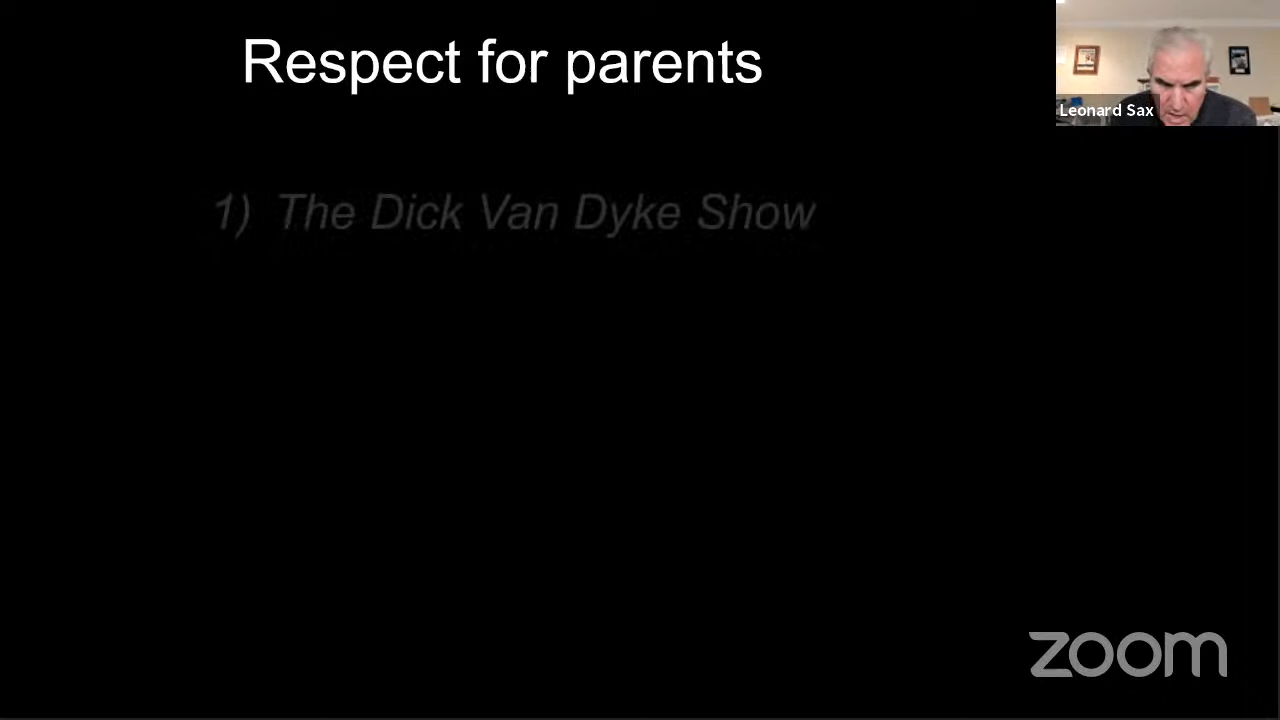 Respect for parents
Leonard Sax
1) The Dick Van Dyke Show
zoom